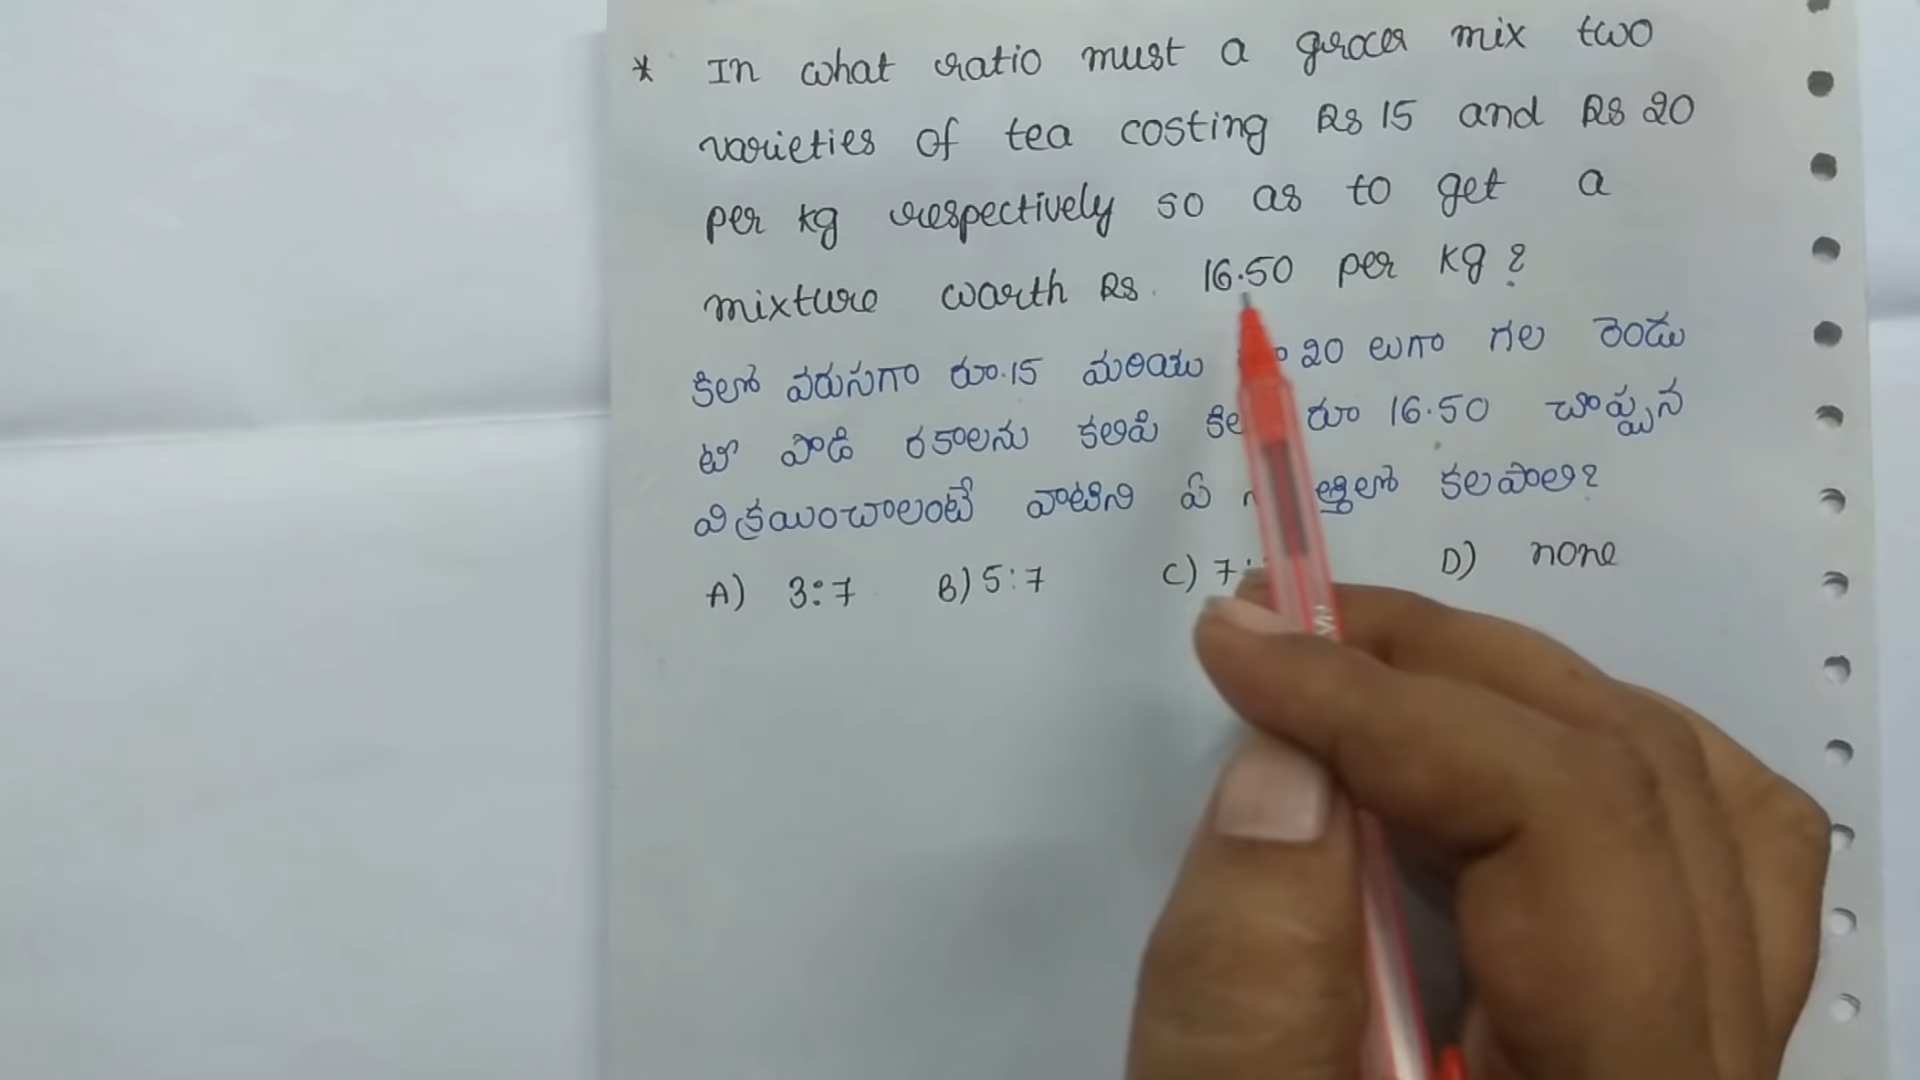 * In what ratio must a grocer mix two
varieties of tea costing Rs 15 and Rs 20
per kg respectively so as to get a
mixture worth Rs. 16.50 per kg?
కిలో వరుసగా రూ.15 మరియు 20 లుగా గల రెండు
టీ పొడి రకాలను కలిపి రూ 16.50 చొప్పున
విక్రయించాలంటే వాటిని ఏ కలపాలి?
A) 3:7 B) 5:7 C) 7: D) none